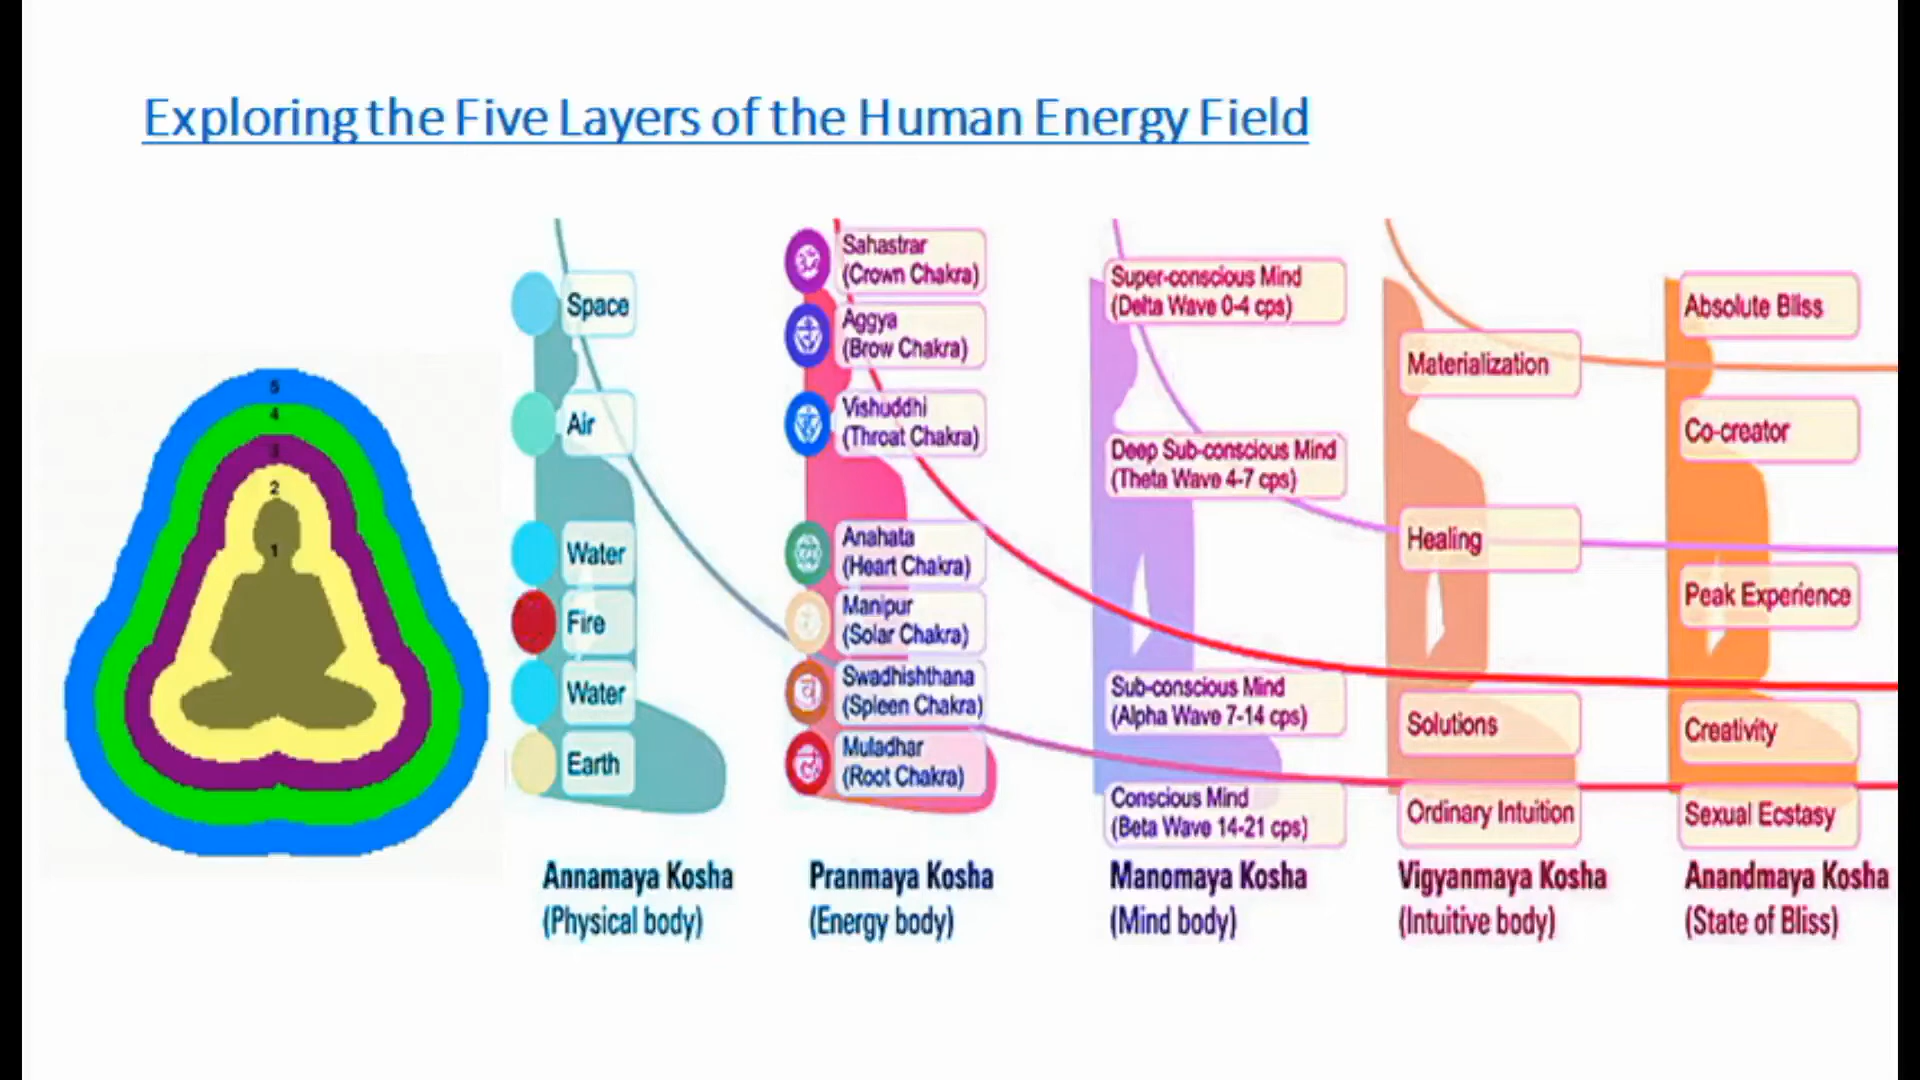 Exploring the Five Layers of the Human Energy Field
5
4
3
2
1
Space
Air
Water
Fire
Water
Earth
Annamaya Kosha
(Physical body)
Sahastrar
(Crown Chakra)
Aggya
(Brow Chakra)
Vishuddhi
(Throat Chakra)
Anahata
(Heart Chakra)
Manipur
(Solar Chakra)
Swadhishthana
(Spleen Chakra)
Muladhar
(Root Chakra)
Pranmaya Kosha
(Energy body)
Super-conscious Mind
(Delta Wave 0-4 cps)
Deep Sub-conscious Mind
(Theta Wave 4-7 cps)
Sub-conscious Mind
(Alpha Wave 7-14 cps)
Conscious Mind
(Beta Wave 14-21 cps)
Manomaya Kosha
(Mind body)
Materialization
Healing
Solutions
Ordinary Intuition
Vigyanmaya Kosha
(Intuitive body)
Absolute Bliss
Co-creator
Peak Experience
Creativity
Sexual Ecstasy
Anandmaya Kosha
(State of Bliss)